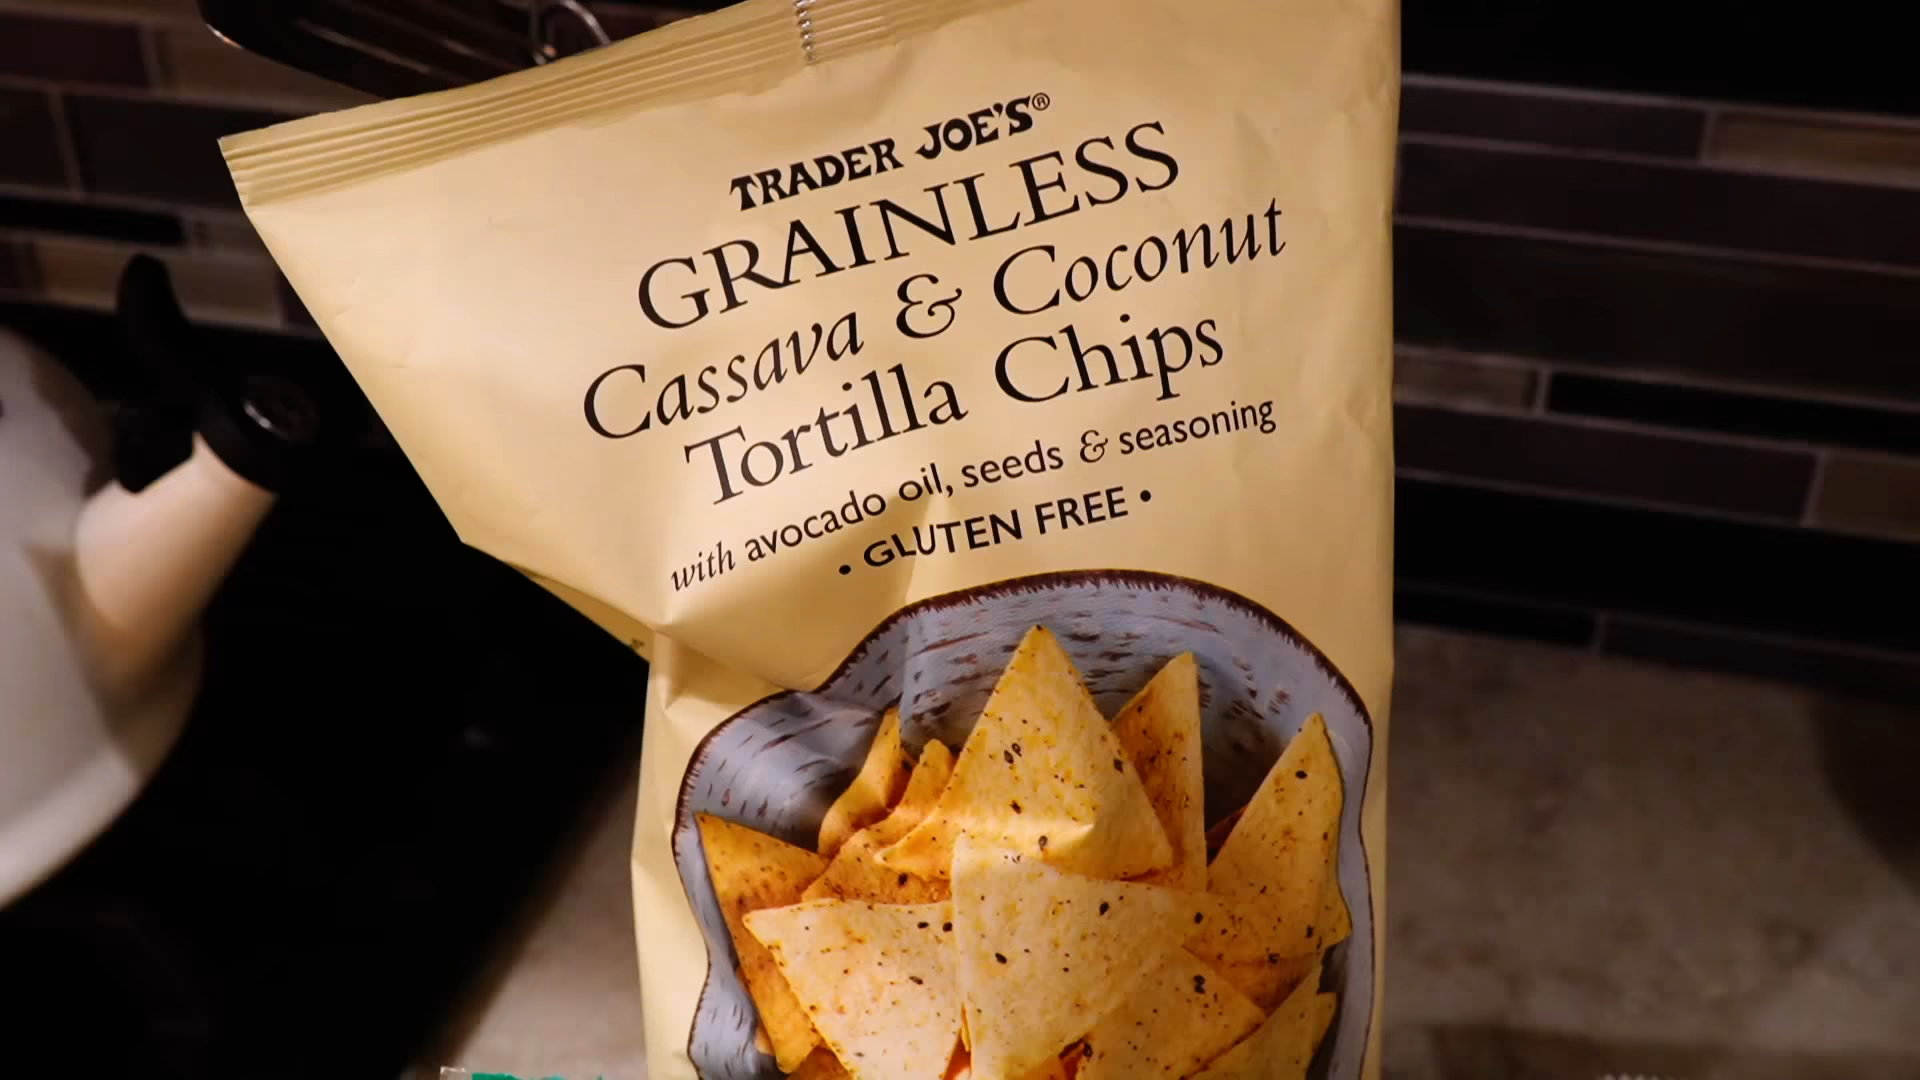 TRADER JOE'S®
GRAINLESS
Cassava & Coconut
Tortilla Chips
with avocado oil, seeds & seasoning
• GLUTEN FREE •